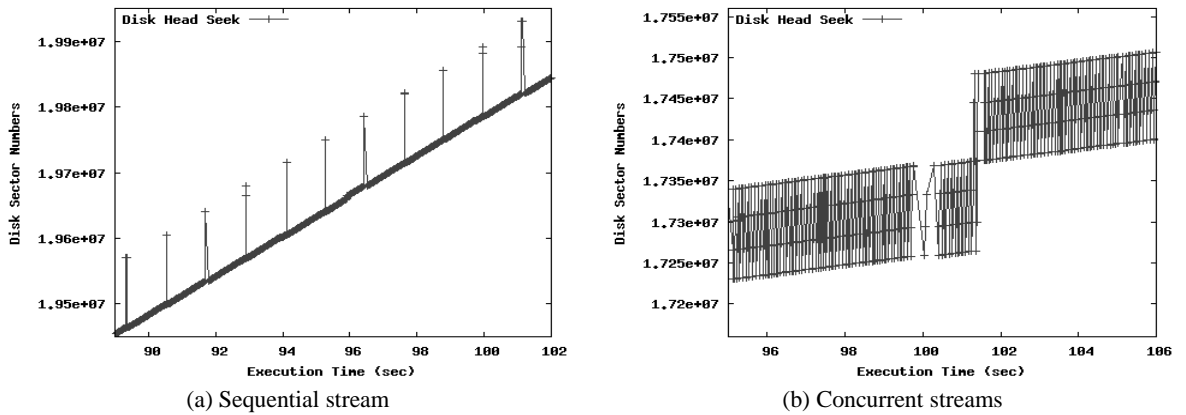 Disk Head Seek
1.99e+07
1.98e+07
1.97e+07
1.96e+07
1.95e+07
Disk Sector Numbers
90 92 94 96 98 100 102
Execution Time (sec)
(a) Sequential stream
Disk Head Seek
1.755e+07
1.75e+07
1.745e+07
1.74e+07
1.735e+07
1.73e+07
1.725e+07
1.72e+07
Disk Sector Numbers
96 98 100 102 104 106
Execution Time (sec)
(b) Concurrent streams